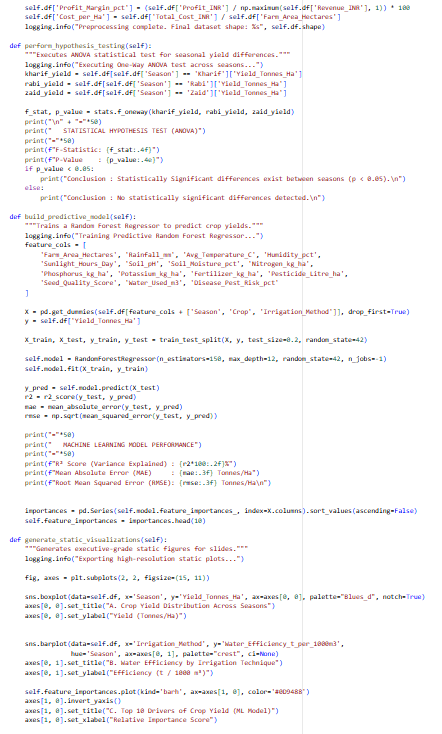 self.df['Profit_Margin_pct'] = (self.df['Profit_INR'] / np.maximum(self.df['Revenue_INR'], 1)) * 100
self.df['Cost_per_Ha'] = self.df['Total_Cost_INR'] / self.df['Farm_Area_Hectares']
logging.info("Preprocessing complete. Final dataset shape: %s", self.df.shape)
def perform_hypothesis_testing(self):
"""Executes ANOVA statistical test for seasonal yield differences."""
logging.info("Executing One-Way ANOVA test across seasons...")
kharif_yield = self.df[self.df['Season'] == 'Kharif']['Yield_Tonnes_Ha']
rabi_yield = self.df[self.df['Season'] == 'Rabi']['Yield_Tonnes_Ha']
zaid_yield = self.df[self.df['Season'] == 'Zaid']['Yield_Tonnes_Ha']
f_stat, p_value = stats.f_oneway(kharif_yield, rabi_yield, zaid_yield)
print("\n" + "="*50)
print("   STATISTICAL HYPOTHESIS TEST (ANOVA)")
print("="*50)
print(f"F-Statistic: {f_stat:.4f}")
print(f"P-Value    : {p_value:.4e}")
if p_value < 0.05:
print("Conclusion : Statistically Significant differences exist between seasons (p < 0.05).\n")
else:
print("Conclusion : No statistically significant differences detected.\n")
def build_predictive_model(self):
"""Trains a Random Forest Regressor to predict crop yields."""
logging.info("Training Predictive Random Forest Regressor...")
feature_cols = [
'Farm_Area_Hectares', 'Rainfall_mm', 'Avg_Temperature_C', 'Humidity_pct',
'Sunlight_Hours_Day', 'Soil_pH', 'Soil_Moisture_pct', 'Nitrogen_kg_ha',
'Phosphorus_kg_ha', 'Potassium_kg_ha', 'Fertilizer_kg_ha', 'Pesticide_Litre_ha',
'Seed_Quality_Score', 'Water_Used_m3', 'Disease_Pest_Risk_pct'
]
X = pd.get_dummies(self.df[feature_cols + ['Season', 'Crop', 'Irrigation_Method']], drop_first=True)
y = self.df['Yield_Tonnes_Ha']
X_train, X_test, y_train, y_test = train_test_split(X, y, test_size=0.2, random_state=42)
self.model = RandomForestRegressor(n_estimators=150, max_depth=12, random_state=42, n_jobs=-1)
self.model.fit(X_train, y_train)
y_pred = self.model.predict(X_test)
r2 = r2_score(y_test, y_pred)
mae = mean_absolute_error(y_test, y_pred)
rmse = np.sqrt(mean_squared_error(y_test, y_pred))
print("="*50)
print("   MACHINE LEARNING MODEL PERFORMANCE")
print("="*50)
print(f"R² Score (Variance Explained) : {r2*100:.2f}%")
print(f"Mean Absolute Error (MAE)     : {mae:.3f} Tonnes/Ha")
print(f"Root Mean Squared Error (RMSE): {rmse:.3f} Tonnes/Ha\n")
importances = pd.Series(self.model.feature_importances_, index=X.columns).sort_values(ascending=False)
self.feature_importances = importances.head(10)
def generate_static_visualizations(self):
"""Generates executive-grade static figures for slides."""
logging.info("Exporting high-resolution static plots...")
fig, axes = plt.subplots(2, 2, figsize=(15, 11))
sns.boxplot(data=self.df, x='Season', y='Yield_Tonnes_Ha', ax=axes[0, 0], palette="Blues_d", notch=True)
axes[0, 0].set_title("A. Crop Yield Distribution Across Seasons")
axes[0, 0].set_ylabel("Yield (Tonnes/Ha)")
sns.barplot(data=self.df, x='Irrigation_Method', y='Water_Efficiency_t_per_1000m3',
hue='Season', ax=axes[0, 1], palette="crest", ci=None)
axes[0, 1].set_title("B. Water Efficiency by Irrigation Technique")
axes[0, 1].set_ylabel("Efficiency (t / 1000 m³)")
self.feature_importances.plot(kind='barh', ax=axes[1, 0], color='#0D9488')
axes[1, 0].invert_yaxis()
axes[1, 0].set_title("C. Top 10 Drivers of Crop Yield (ML Model)")
axes[1, 0].set_xlabel("Relative Importance Score")